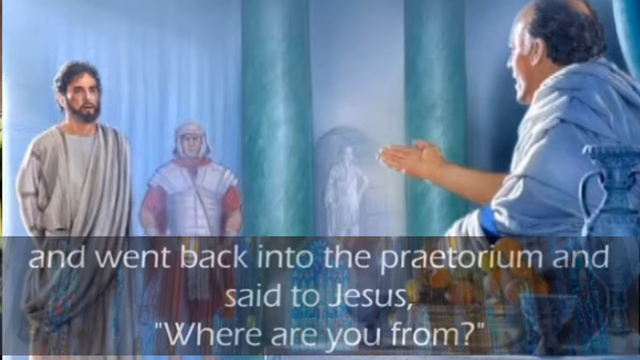 and went back into the praetorium and
said to Jesus,
"Where are you from?"